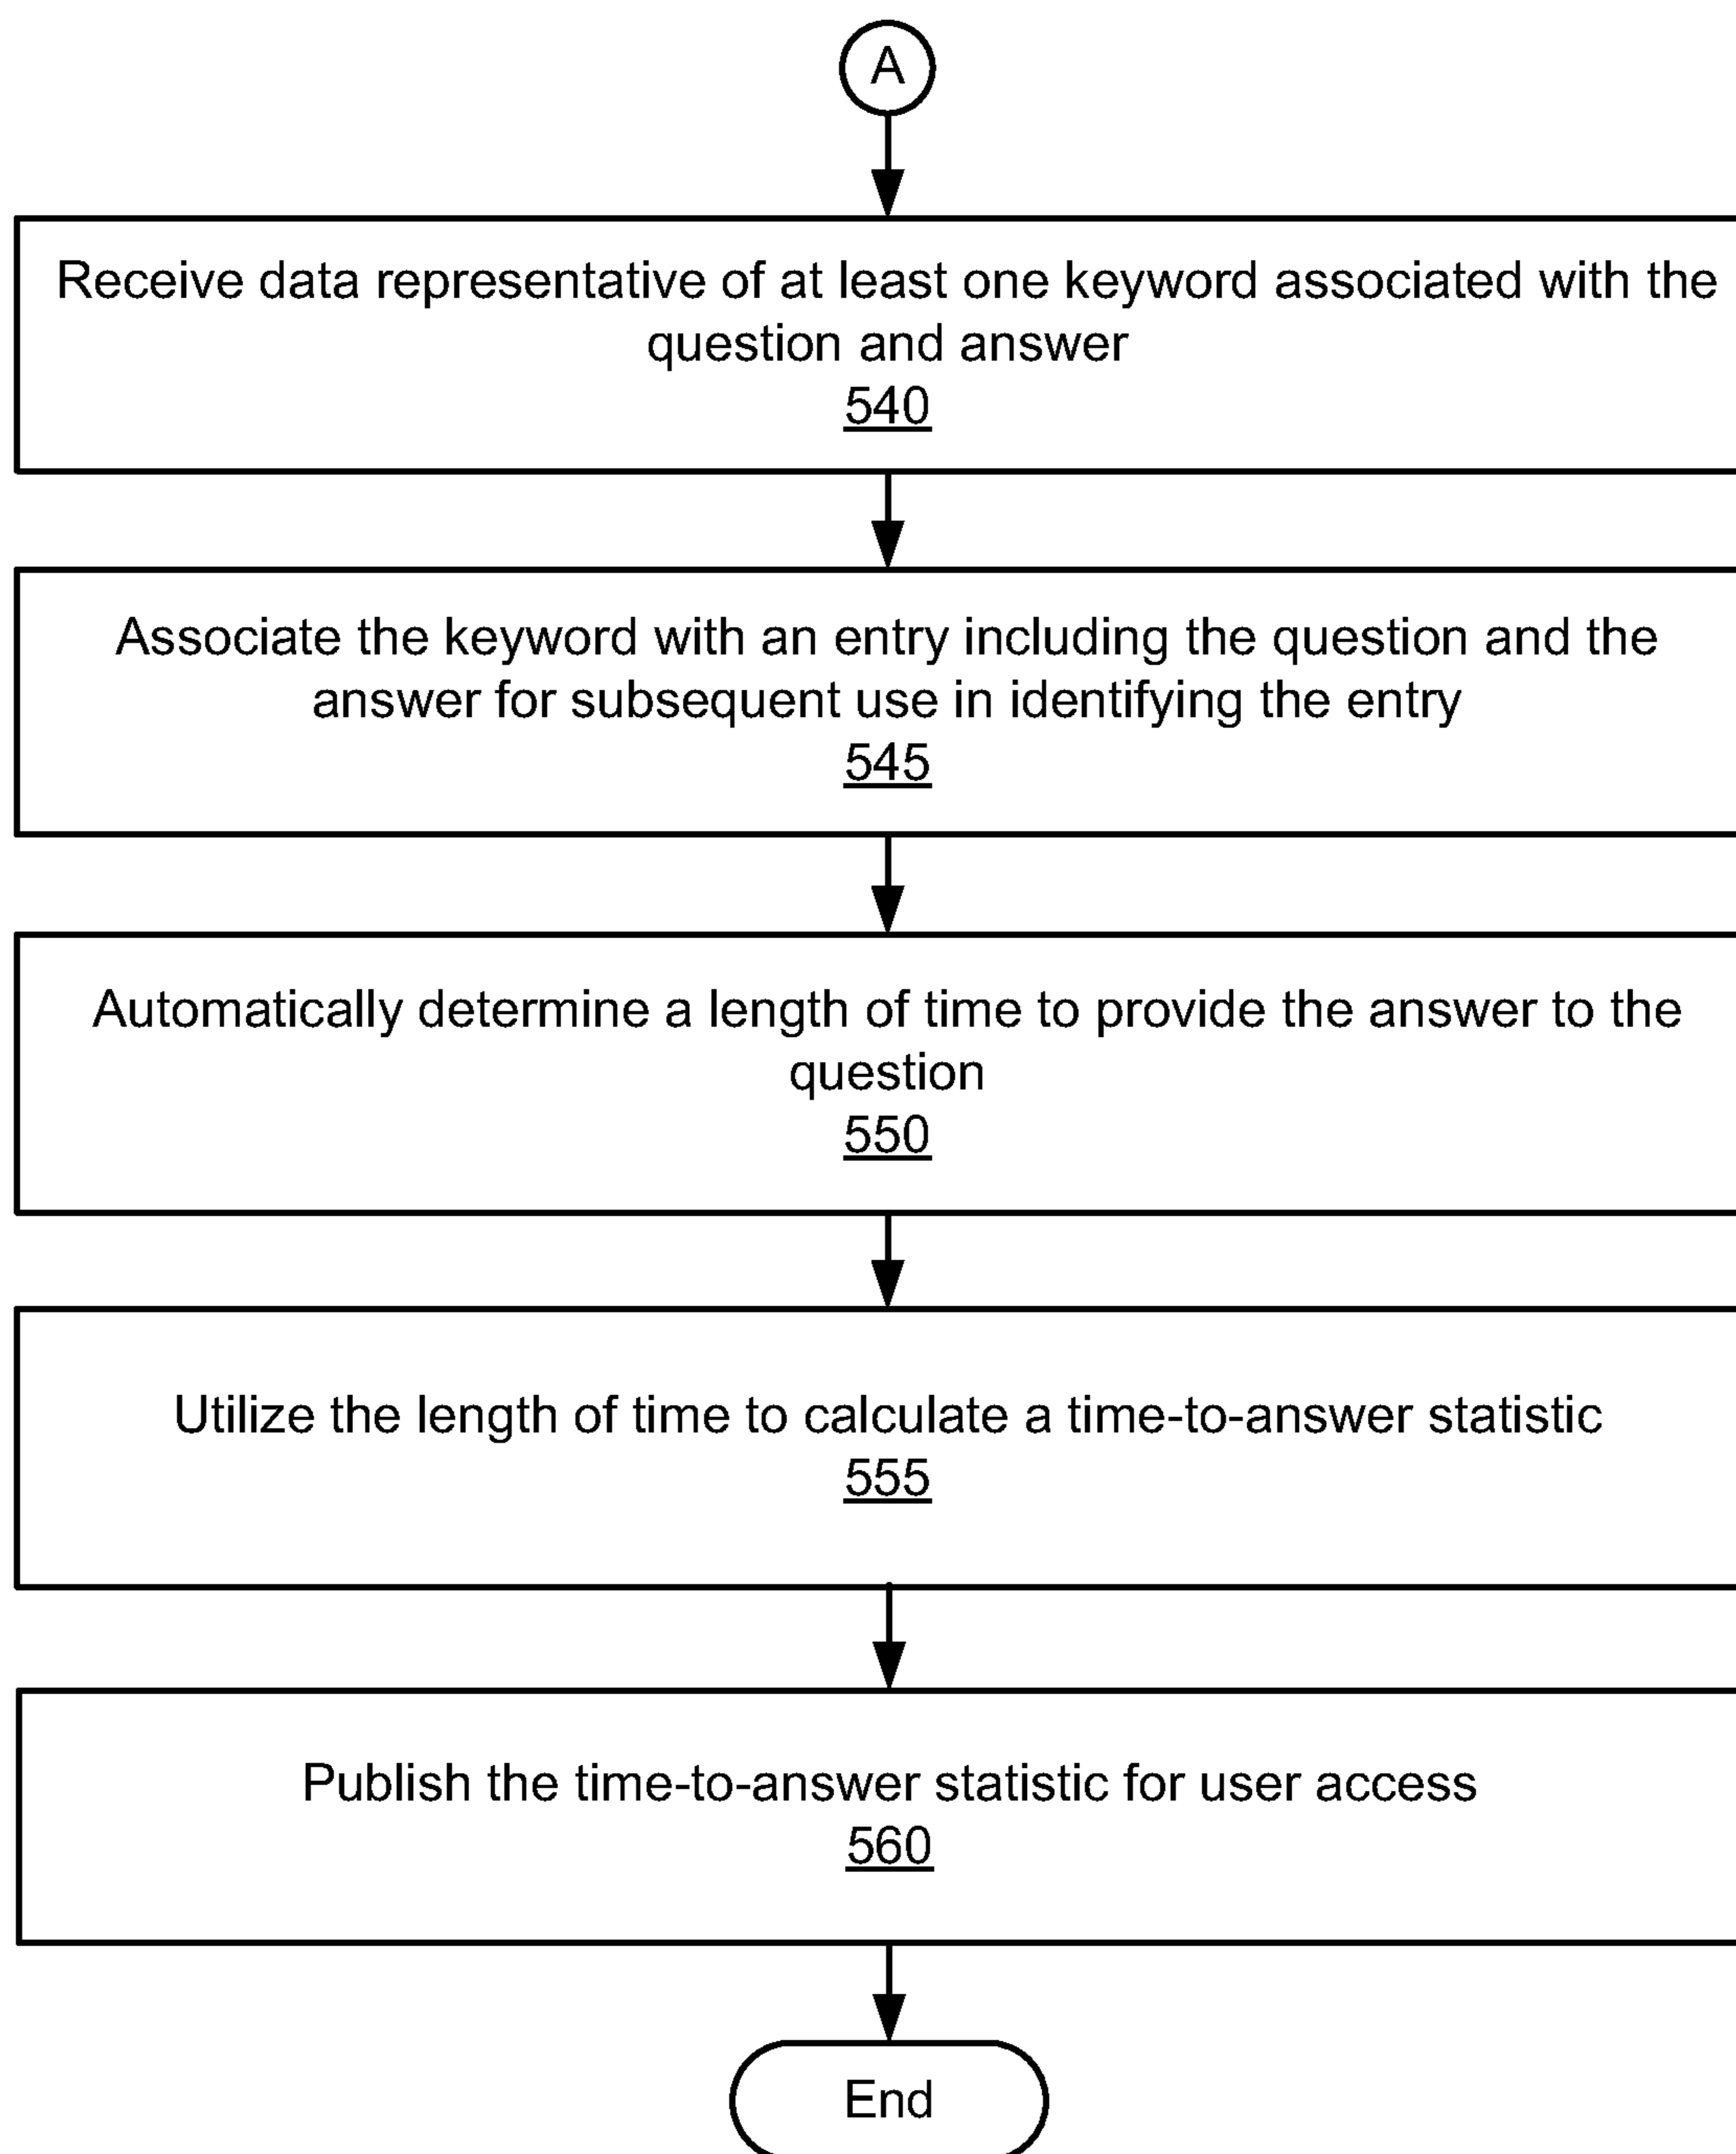 A
Receive data representative of at least one keyword associated with the
question and answer
540
Associate the keyword with an entry including the question and the
answer for subsequent use in identifying the entry
545
Automatically determine a length of time to provide the answer to the
question
550
Utilize the length of time to calculate a time-to-answer statistic
555
Publish the time-to-answer statistic for user access
560
End